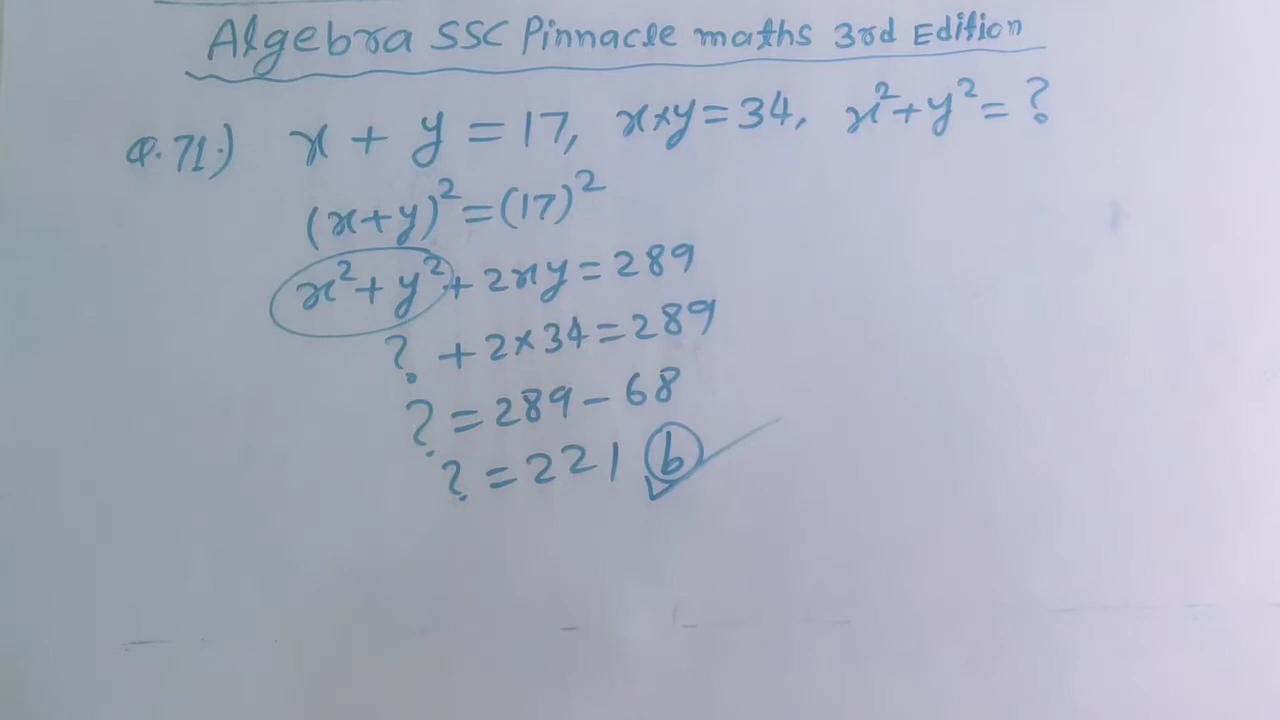 Algebra SSC Pinnacle maths 3rd Edition
Q.71.) x + y = 17, x×y = 34, x²+y² = ?
(x+y)² = (17)²
x²+y²+2xy = 289
? + 2×34 = 289
? = 289 - 68
? = 221 b